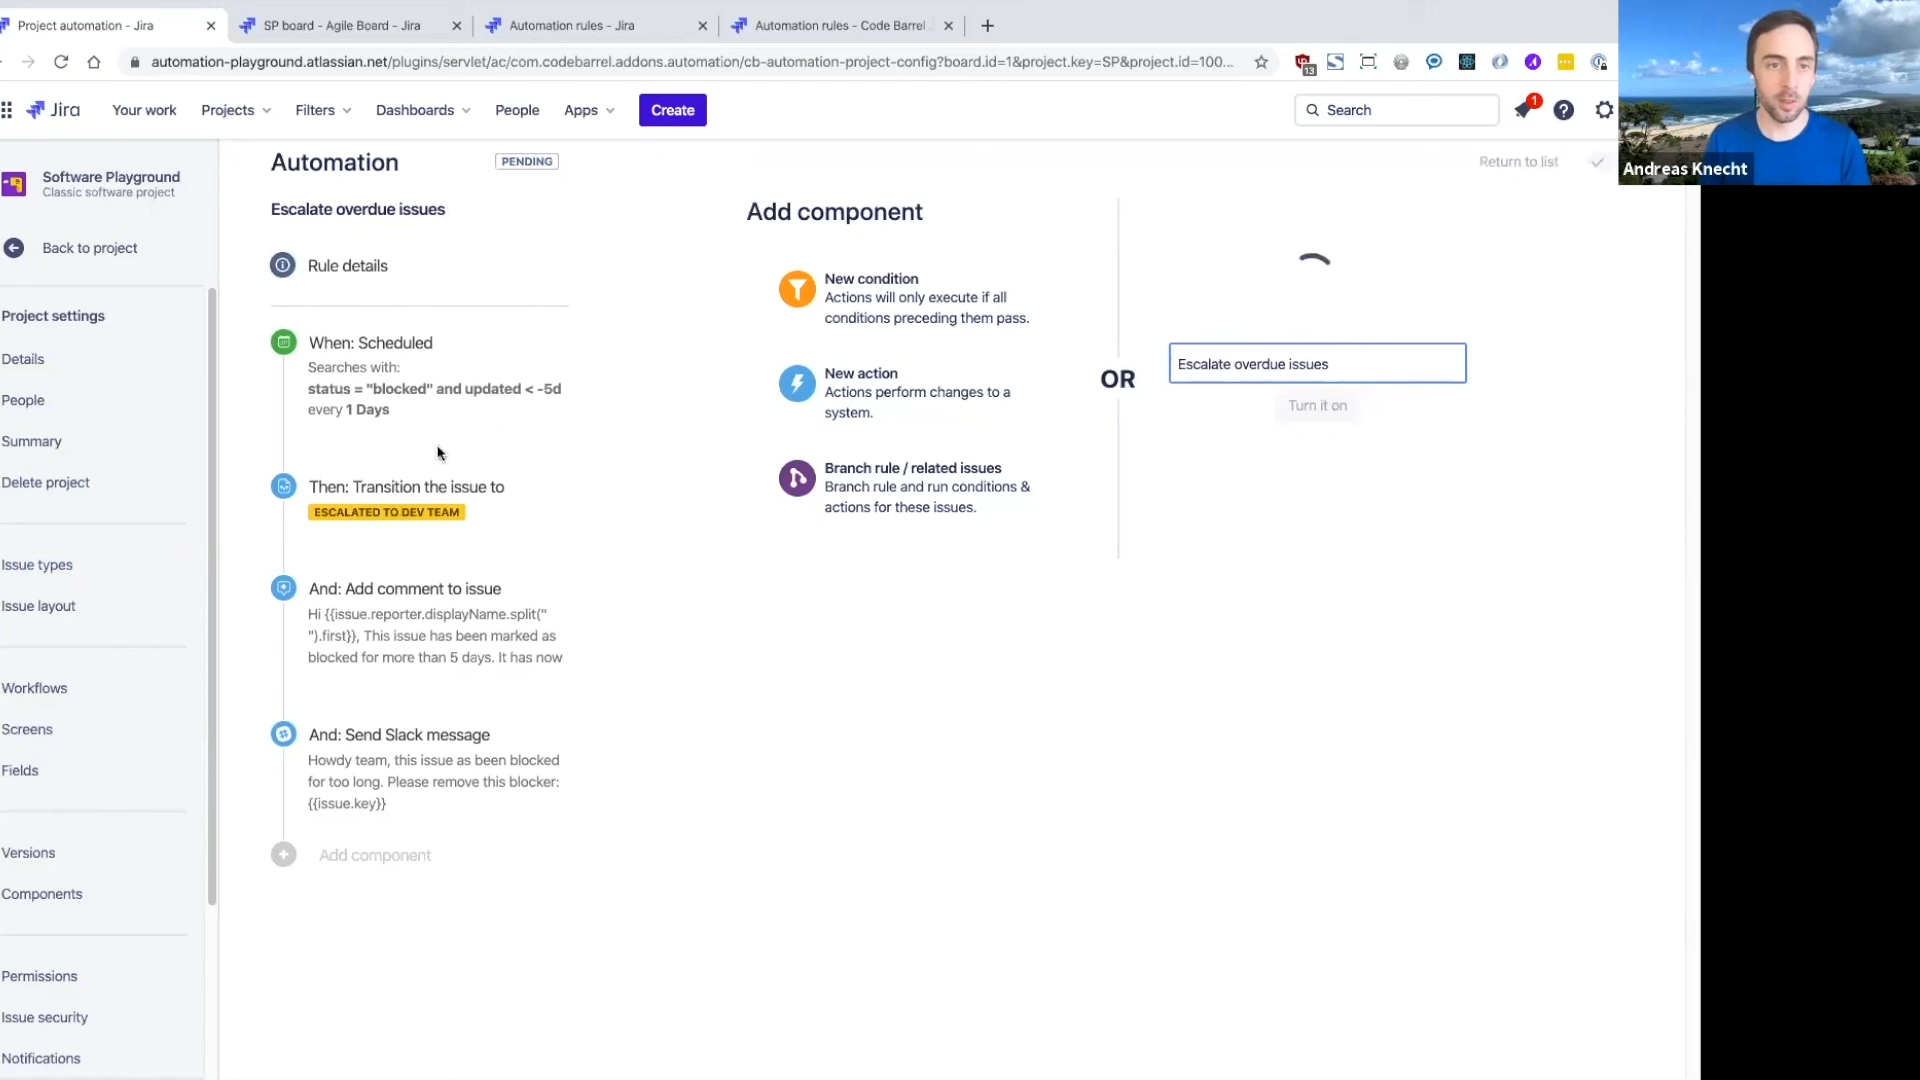 Project automation - Jira
SP board - Agile Board - Jira
Automation rules - Jira
Automation rules - Code Barrel
automation-playground.atlassian.net/plugins/servlet/ac/com.codebarrel.addons.automation/cb-automation-project-config?board.id=1&project.key=SP&project.id=100...
13
Jira
Your work
Projects
Filters
Dashboards
People
Apps
Create
Search
1
Andreas Knecht
Software Playground
Classic software project
Back to project
Project settings
Details
People
Summary
Delete project
Issue types
Issue layout
Workflows
Screens
Fields
Versions
Components
Permissions
Issue security
Notifications
Automation
PENDING
Return to list
Escalate overdue issues
Rule details
When: Scheduled
Searches with:
status = "blocked" and updated < -5d
every 1 Days
Then: Transition the issue to
ESCALATED TO DEV TEAM
And: Add comment to issue
Hi {{issue.reporter.displayName.split("
").first}}, This issue has been marked as
blocked for more than 5 days. It has now
And: Send Slack message
Howdy team, this issue as been blocked
for too long. Please remove this blocker:
{{issue.key}}
Add component
Add component
New condition
Actions will only execute if all
conditions preceding them pass.
New action
Actions perform changes to a
system.
Branch rule / related issues
Branch rule and run conditions &
actions for these issues.
OR
Escalate overdue issues
Turn it on